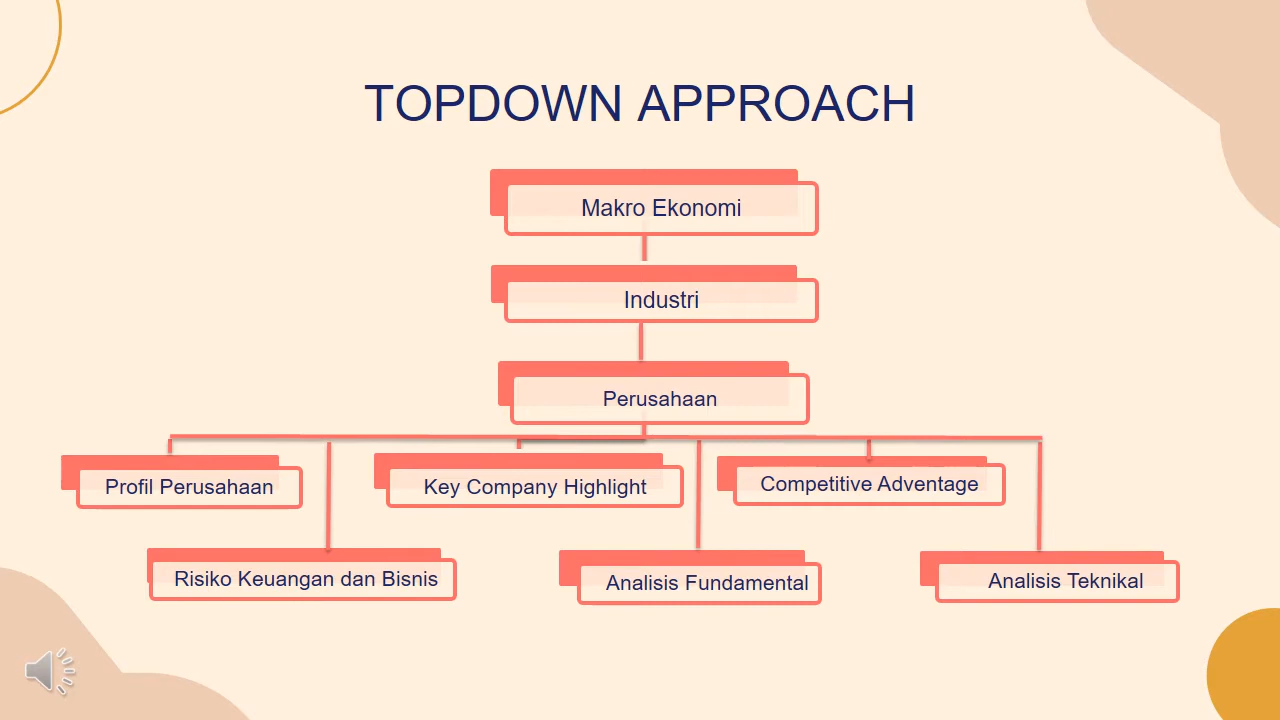 TOPDOWN APPROACH
Makro Ekonomi
Industri
Perusahaan
Profil Perusahaan
Key Company Highlight
Competitive Adventage
Risiko Keuangan dan Bisnis
Analisis Fundamental
Analisis Teknikal